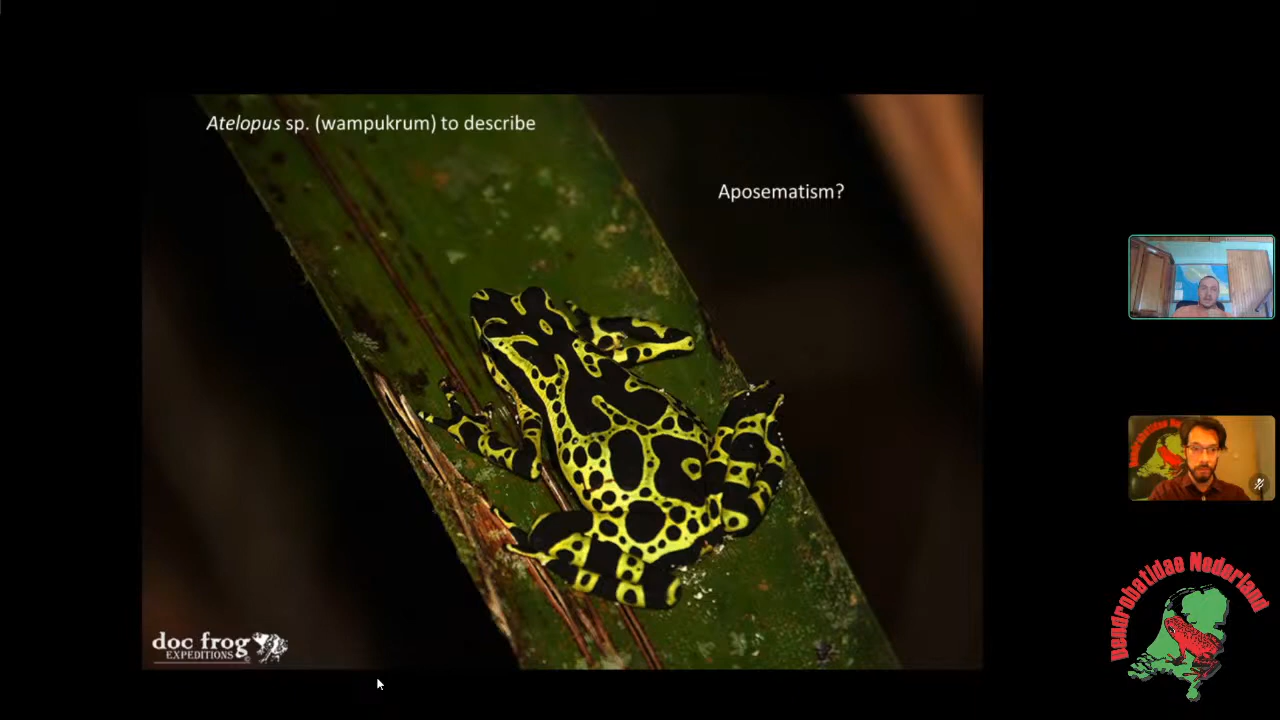 Atelopus sp. (wampukrum) to describe
Aposematism?
doc frog
EXPEDITIONS
Dendrobatidae Nederland